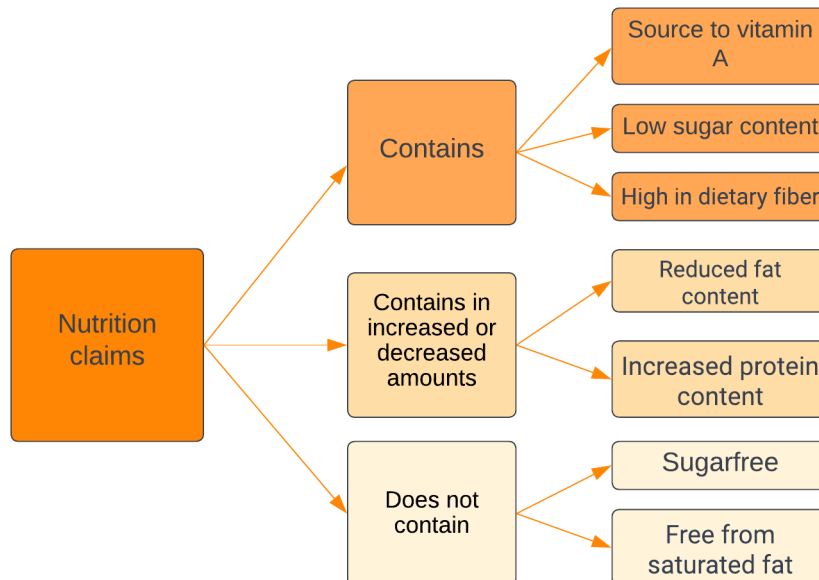 Nutrition
claims
Contains
Source to vitamin
A
Low sugar content
High in dietary fiber
Contains in
increased or
decreased
amounts
Reduced fat
content
Increased protein
content
Does not
contain
Sugarfree
Free from
saturated fat